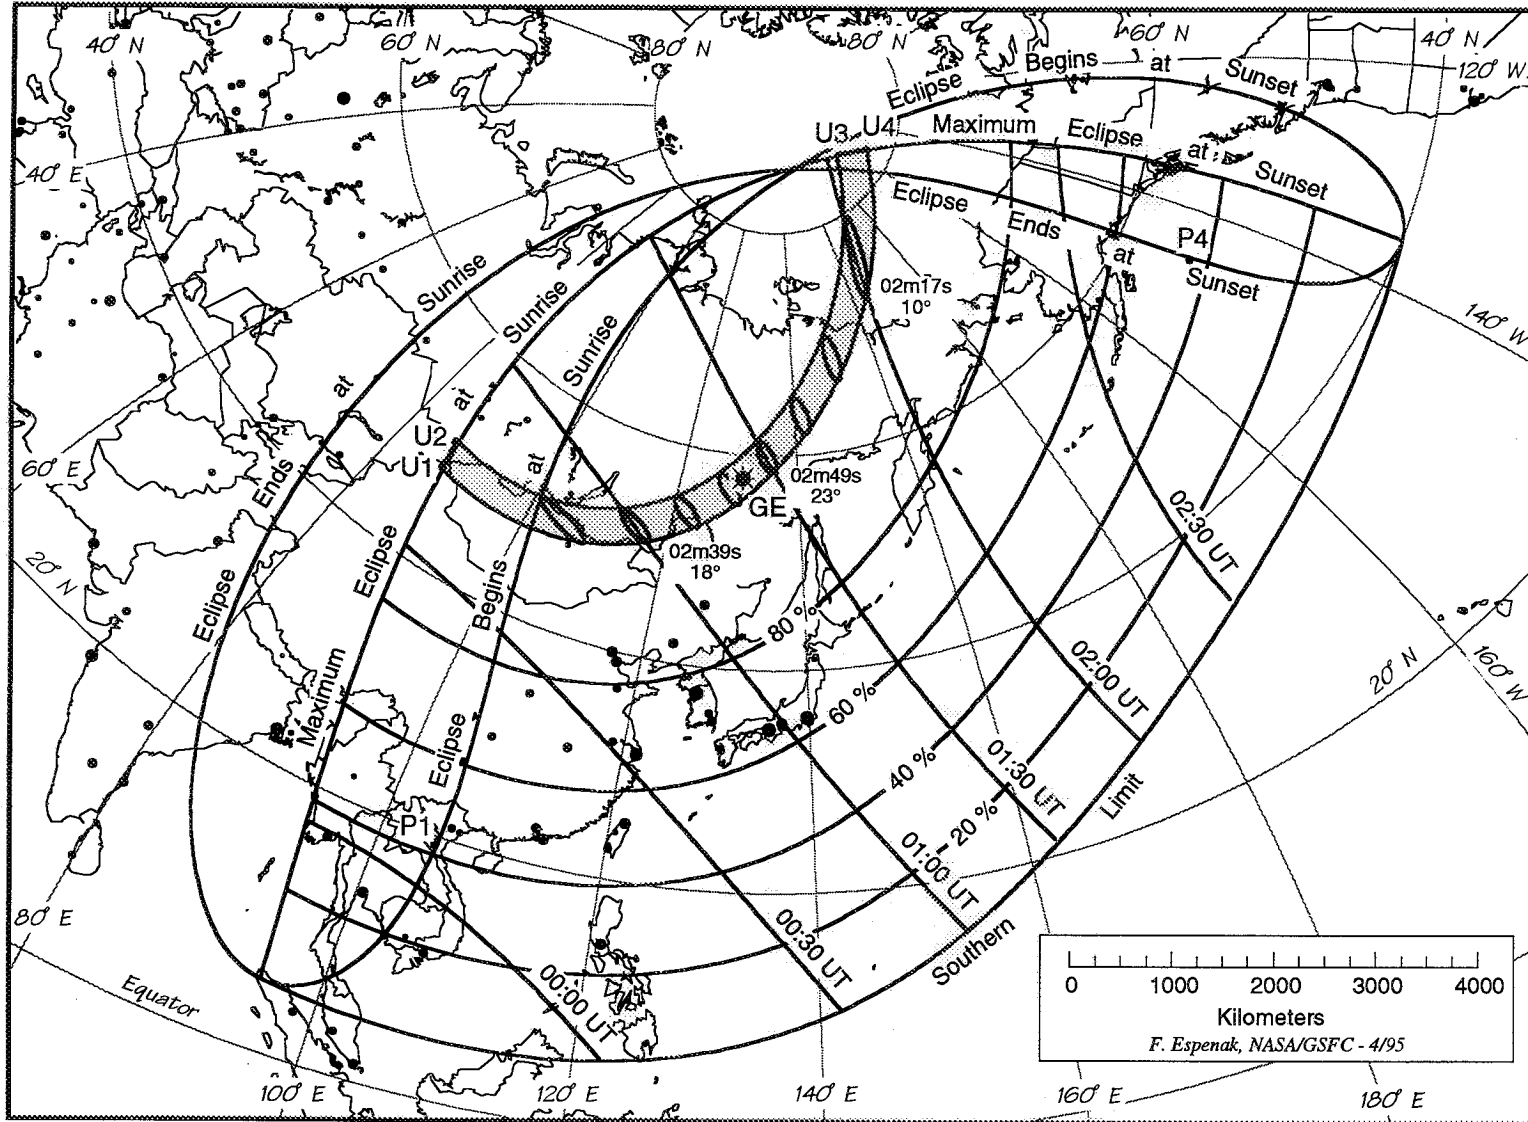 40° N
60° N
80° N
80° N
60° N
40° N
120° W
40° E
60° E
80° E
20° N
Equator
100° E
120° E
140° E
160° E
180° E
20° N
160° W
140° W
Eclipse Begins at Sunset
Maximum Eclipse at Sunset
Eclipse Ends at Sunset
Eclipse Ends at Sunrise
Maximum Eclipse at Sunrise
Eclipse Begins at Sunrise
U3 U4
U2
U1
P4
P1
GE
02m17s
10°
02m49s
23°
02m39s
18°
80 %
60 %
40 %
20 %
00:00 UT
00:30 UT
01:00 UT
01:30 UT
02:00 UT
02:30 UT
Southern Limit
0 1000 2000 3000 4000
Kilometers
F. Espenak, NASA/GSFC - 4/95